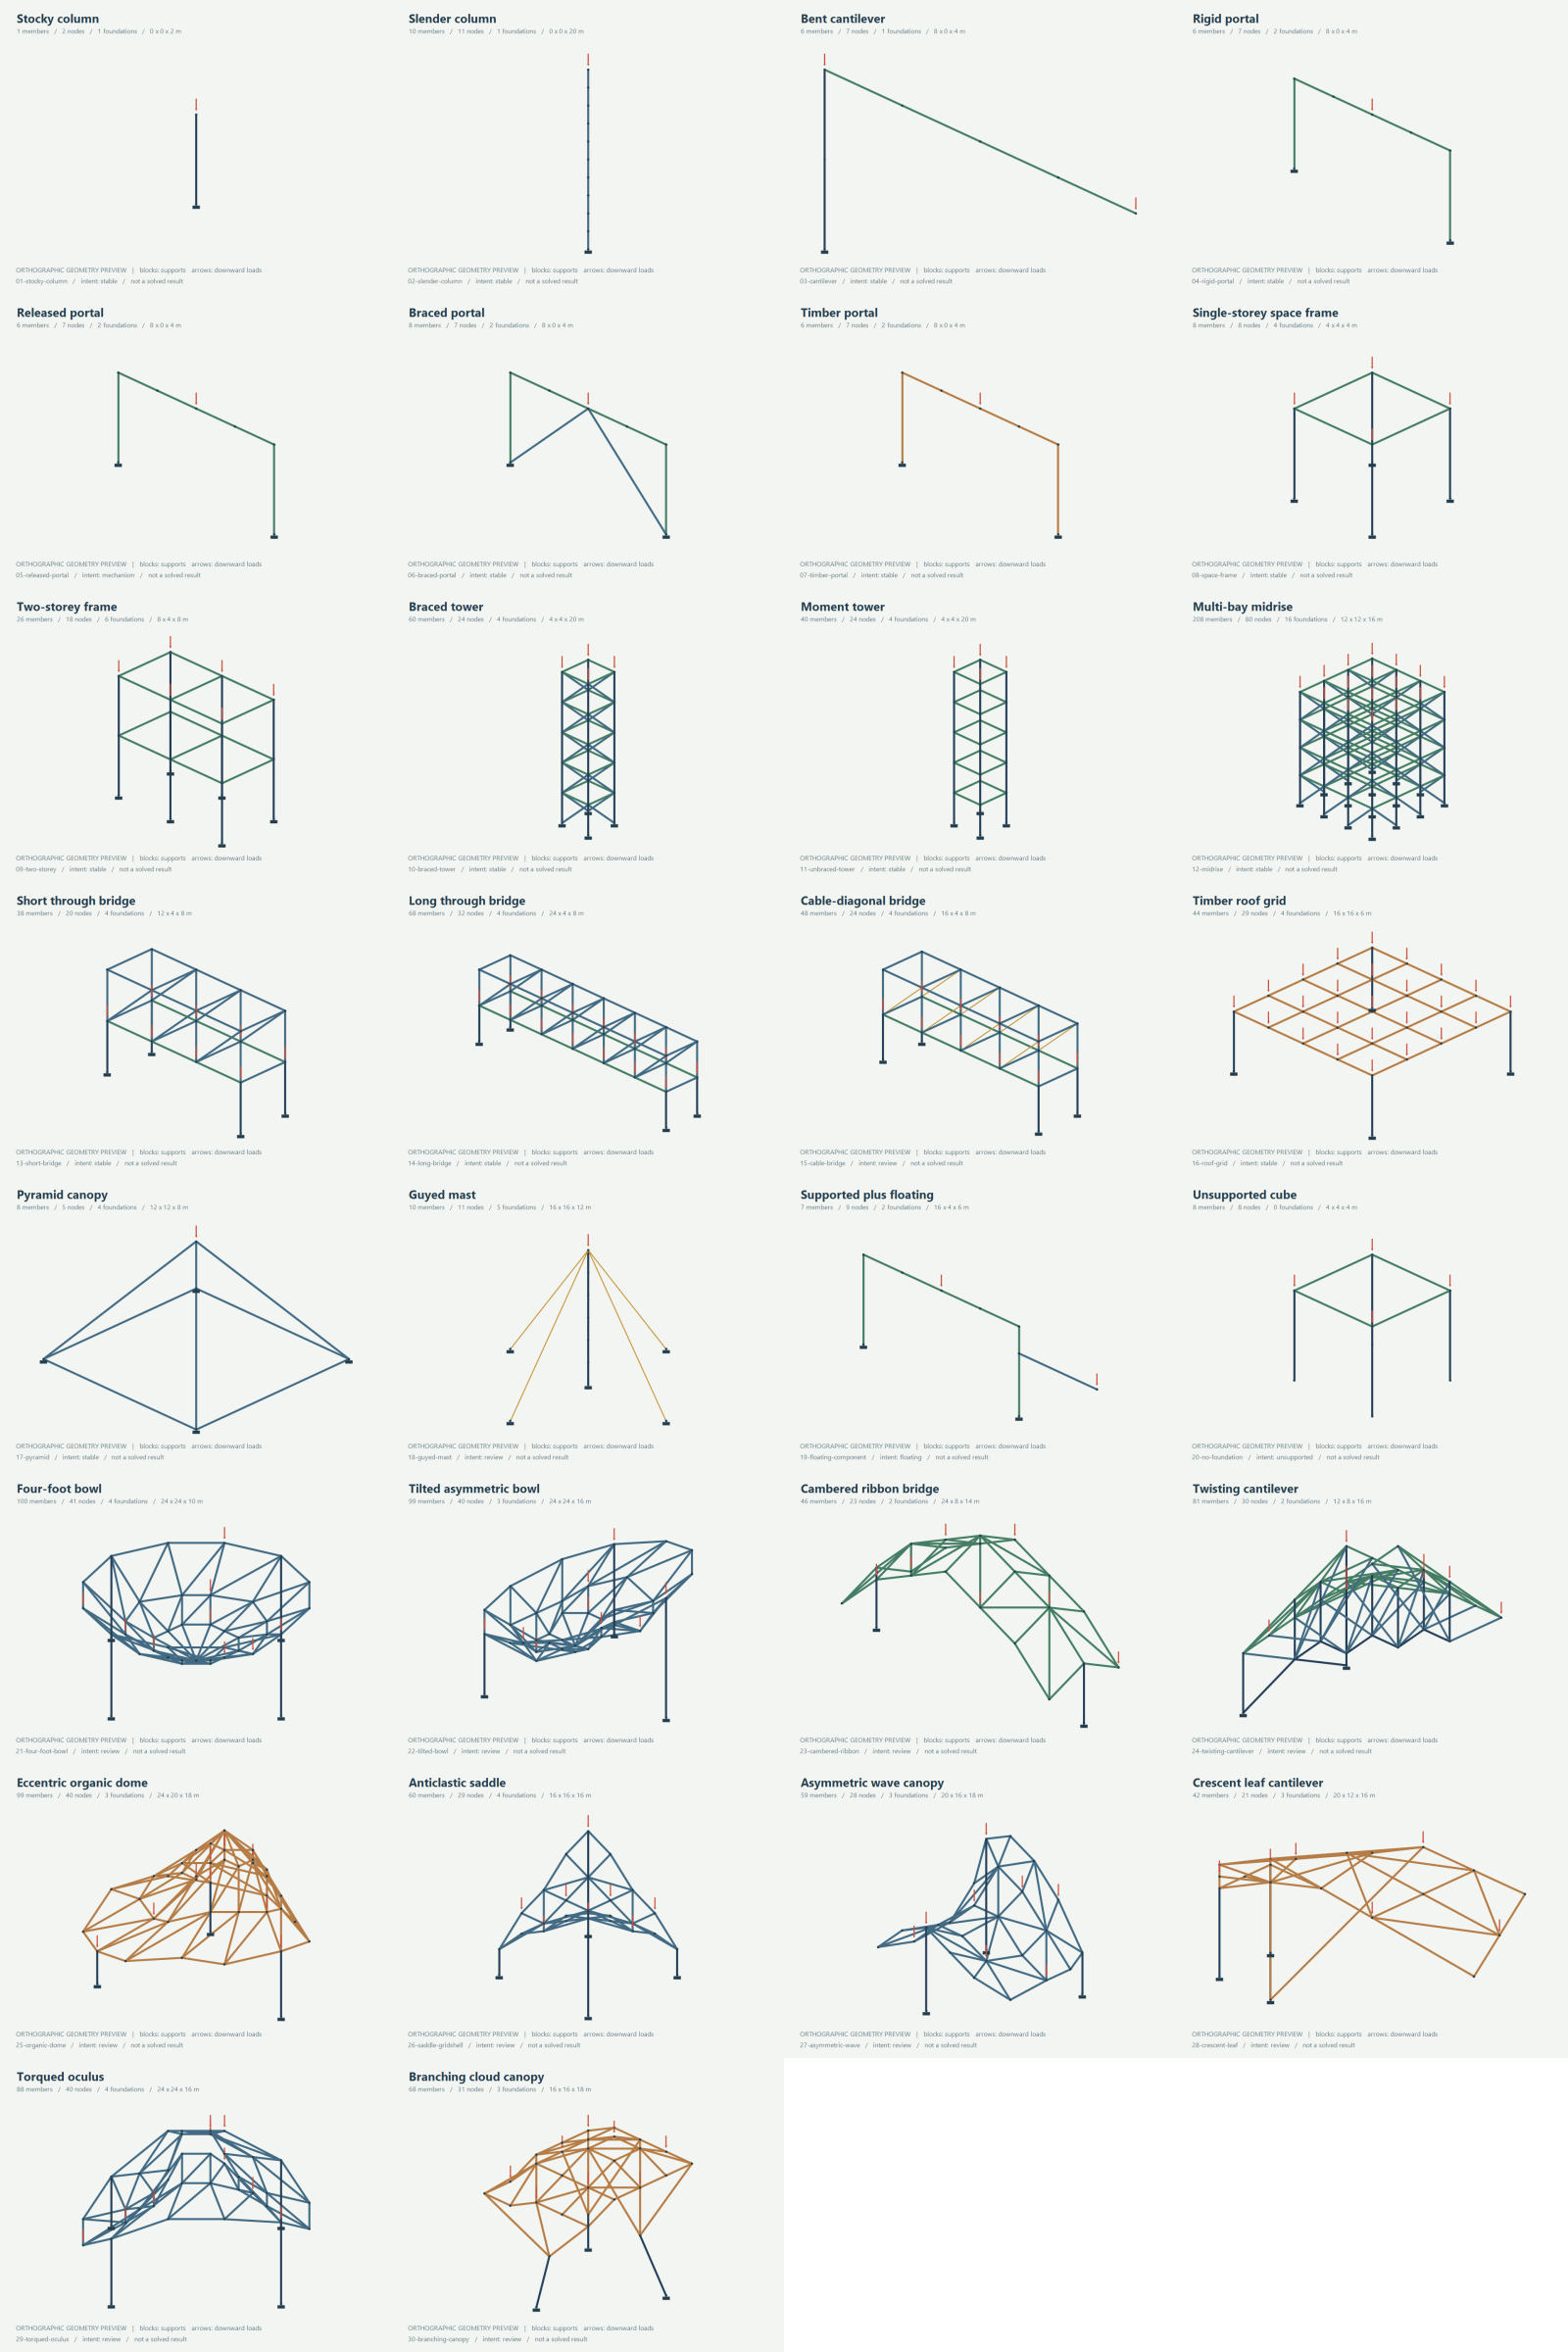 Stocky column
1 members / 2 nodes / 1 foundations / 0 x 0 x 2 m
ORTHOGRAPHIC GEOMETRY PREVIEW | blocks: supports arrows: downward loads
01-stocky-column / intent: stable / not a solved result
Slender column
10 members / 11 nodes / 1 foundations / 0 x 0 x 20 m
ORTHOGRAPHIC GEOMETRY PREVIEW | blocks: supports arrows: downward loads
02-slender-column / intent: stable / not a solved result
Bent cantilever
6 members / 7 nodes / 1 foundations / 8 x 0 x 4 m
ORTHOGRAPHIC GEOMETRY PREVIEW | blocks: supports arrows: downward loads
03-cantilever / intent: stable / not a solved result
Rigid portal
6 members / 7 nodes / 2 foundations / 8 x 0 x 4 m
ORTHOGRAPHIC GEOMETRY PREVIEW | blocks: supports arrows: downward loads
04-rigid-portal / intent: stable / not a solved result
Released portal
6 members / 7 nodes / 2 foundations / 8 x 0 x 4 m
ORTHOGRAPHIC GEOMETRY PREVIEW | blocks: supports arrows: downward loads
05-released-portal / intent: mechanism / not a solved result
Braced portal
8 members / 7 nodes / 2 foundations / 8 x 0 x 4 m
ORTHOGRAPHIC GEOMETRY PREVIEW | blocks: supports arrows: downward loads
06-braced-portal / intent: stable / not a solved result
Timber portal
6 members / 7 nodes / 2 foundations / 8 x 0 x 4 m
ORTHOGRAPHIC GEOMETRY PREVIEW | blocks: supports arrows: downward loads
07-timber-portal / intent: stable / not a solved result
Single-storey space frame
8 members / 8 nodes / 4 foundations / 4 x 4 x 4 m
ORTHOGRAPHIC GEOMETRY PREVIEW | blocks: supports arrows: downward loads
08-space-frame / intent: stable / not a solved result
Two-storey frame
26 members / 18 nodes / 6 foundations / 8 x 4 x 8 m
ORTHOGRAPHIC GEOMETRY PREVIEW | blocks: supports arrows: downward loads
09-two-storey / intent: stable / not a solved result
Braced tower
60 members / 24 nodes / 4 foundations / 4 x 4 x 20 m
ORTHOGRAPHIC GEOMETRY PREVIEW | blocks: supports arrows: downward loads
10-braced-tower / intent: stable / not a solved result
Moment tower
40 members / 24 nodes / 4 foundations / 4 x 4 x 20 m
ORTHOGRAPHIC GEOMETRY PREVIEW | blocks: supports arrows: downward loads
11-unbraced-tower / intent: stable / not a solved result
Multi-bay midrise
208 members / 80 nodes / 16 foundations / 12 x 12 x 16 m
ORTHOGRAPHIC GEOMETRY PREVIEW | blocks: supports arrows: downward loads
12-midrise / intent: stable / not a solved result
Short through bridge
38 members / 20 nodes / 4 foundations / 12 x 4 x 8 m
ORTHOGRAPHIC GEOMETRY PREVIEW | blocks: supports arrows: downward loads
13-short-bridge / intent: stable / not a solved result
Long through bridge
68 members / 32 nodes / 4 foundations / 24 x 4 x 8 m
ORTHOGRAPHIC GEOMETRY PREVIEW | blocks: supports arrows: downward loads
14-long-bridge / intent: stable / not a solved result
Cable-diagonal bridge
48 members / 24 nodes / 4 foundations / 16 x 4 x 8 m
ORTHOGRAPHIC GEOMETRY PREVIEW | blocks: supports arrows: downward loads
15-cable-bridge / intent: review / not a solved result
Timber roof grid
44 members / 29 nodes / 4 foundations / 16 x 16 x 6 m
ORTHOGRAPHIC GEOMETRY PREVIEW | blocks: supports arrows: downward loads
16-roof-grid / intent: stable / not a solved result
Pyramid canopy
8 members / 5 nodes / 4 foundations / 12 x 12 x 8 m
ORTHOGRAPHIC GEOMETRY PREVIEW | blocks: supports arrows: downward loads
17-pyramid / intent: stable / not a solved result
Guyed mast
10 members / 11 nodes / 5 foundations / 16 x 16 x 12 m
ORTHOGRAPHIC GEOMETRY PREVIEW | blocks: supports arrows: downward loads
18-guyed-mast / intent: review / not a solved result
Supported plus floating
7 members / 9 nodes / 2 foundations / 16 x 4 x 6 m
ORTHOGRAPHIC GEOMETRY PREVIEW | blocks: supports arrows: downward loads
19-floating-component / intent: floating / not a solved result
Unsupported cube
8 members / 8 nodes / 0 foundations / 4 x 4 x 4 m
ORTHOGRAPHIC GEOMETRY PREVIEW | blocks: supports arrows: downward loads
20-no-foundation / intent: unsupported / not a solved result
Four-foot bowl
100 members / 41 nodes / 4 foundations / 24 x 24 x 10 m
ORTHOGRAPHIC GEOMETRY PREVIEW | blocks: supports arrows: downward loads
21-four-foot-bowl / intent: review / not a solved result
Tilted asymmetric bowl
99 members / 40 nodes / 3 foundations / 24 x 24 x 16 m
ORTHOGRAPHIC GEOMETRY PREVIEW | blocks: supports arrows: downward loads
22-tilted-bowl / intent: review / not a solved result
Cambered ribbon bridge
46 members / 23 nodes / 2 foundations / 24 x 8 x 14 m
ORTHOGRAPHIC GEOMETRY PREVIEW | blocks: supports arrows: downward loads
23-cambered-ribbon / intent: review / not a solved result
Twisting cantilever
81 members / 30 nodes / 2 foundations / 12 x 8 x 16 m
ORTHOGRAPHIC GEOMETRY PREVIEW | blocks: supports arrows: downward loads
24-twisting-cantilever / intent: review / not a solved result
Eccentric organic dome
99 members / 40 nodes / 3 foundations / 24 x 20 x 18 m
ORTHOGRAPHIC GEOMETRY PREVIEW | blocks: supports arrows: downward loads
25-organic-dome / intent: review / not a solved result
Anticlastic saddle
60 members / 29 nodes / 4 foundations / 16 x 16 x 16 m
ORTHOGRAPHIC GEOMETRY PREVIEW | blocks: supports arrows: downward loads
26-saddle-gridshell / intent: review / not a solved result
Asymmetric wave canopy
59 members / 28 nodes / 3 foundations / 20 x 16 x 18 m
ORTHOGRAPHIC GEOMETRY PREVIEW | blocks: supports arrows: downward loads
27-asymmetric-wave / intent: review / not a solved result
Crescent leaf cantilever
42 members / 21 nodes / 3 foundations / 20 x 12 x 16 m
ORTHOGRAPHIC GEOMETRY PREVIEW | blocks: supports arrows: downward loads
28-crescent-leaf / intent: review / not a solved result
Torqued oculus
88 members / 40 nodes / 4 foundations / 24 x 24 x 16 m
ORTHOGRAPHIC GEOMETRY PREVIEW | blocks: supports arrows: downward loads
29-torqued-oculus / intent: review / not a solved result
Branching cloud canopy
68 members / 31 nodes / 3 foundations / 16 x 16 x 18 m
ORTHOGRAPHIC GEOMETRY PREVIEW | blocks: supports arrows: downward loads
30-branching-canopy / intent: review / not a solved result